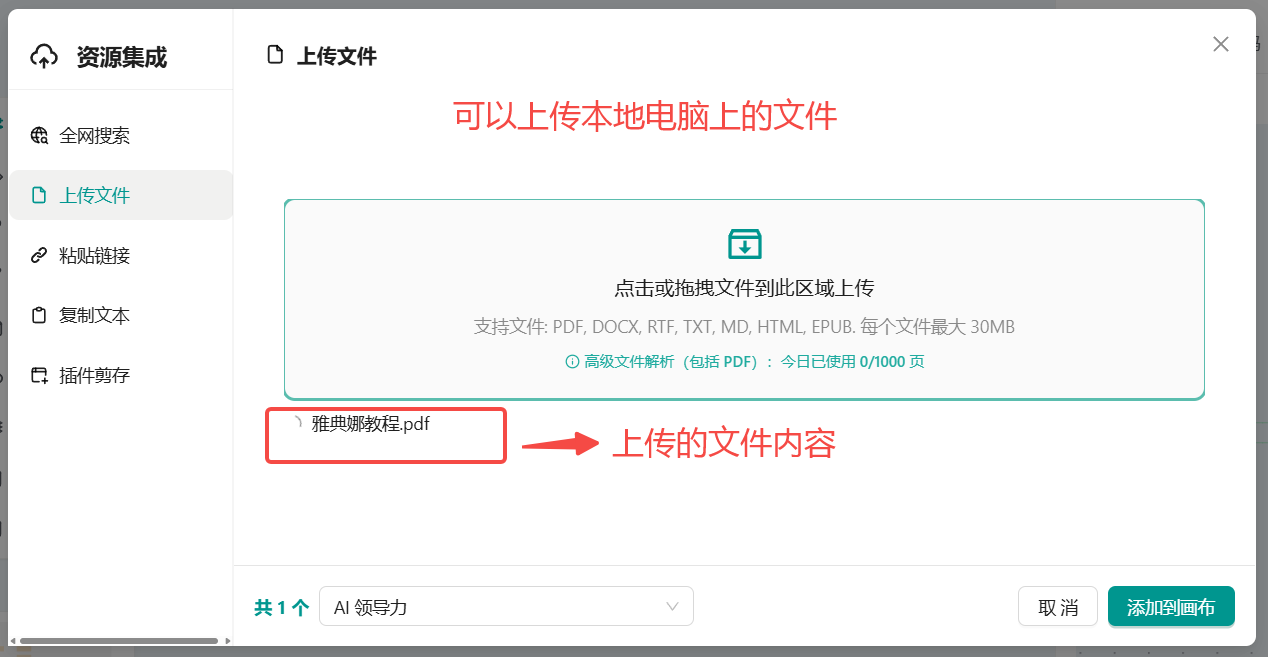 资源集成
全网搜索
上传文件
粘贴链接
复制文本
插件剪存
上传文件
可以上传本地电脑上的文件
点击或拖拽文件到此区域上传
支持文件: PDF, DOCX, RTF, TXT, MD, HTML, EPUB. 每个文件最大 30MB
高级文件解析（包括 PDF）： 今日已使用 0/1000 页
雅典娜教程.pdf
上传的文件内容
共 1 个
AI 领导力
取 消
添加到画布